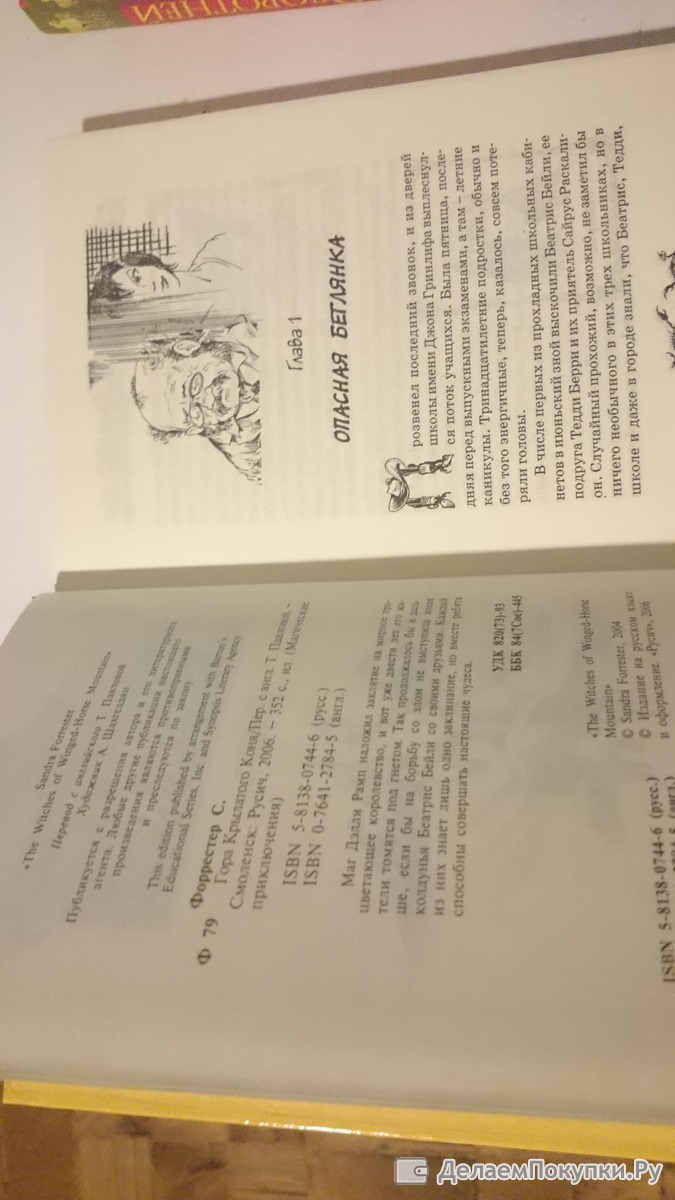 Sandra Forrester
«The Witches of Winged-Horse Mountain»
Перевод с английского Т. Павловой
Художник А. Шахгелдян
Публикуется с разрешения автора и его литературного
агента. Любые другие публикации настоящего
произведения являются противоправными
и преследуются по закону.
This edition published by arrangement with Barron's
Educational Series, Inc. and Synopsis Literary Agency
Форрестер С.
Ф 79 Гора Крылатого Коня/Пер. с англ. Т. Павловой. –
Смоленск: Русич, 2006. – 352 с., ил. (Магические
приключения)
ISBN 5-8138-0744-6 (русс.)
ISBN 0-7641-2784-5 (англ.)
Маг Дэлли Рамп наложил заклятие на мирное про-
цветающее королевство, и вот уже двести лет его жи-
тели томятся под гнетом. Так продолжалось бы и даль-
ше, если бы на борьбу со злом не выступила юная
колдунья Беатрис Бейли со своими друзьями. Каждый
из них знает лишь одно заклинание, но вместе ребята
способны совершать настоящие чудеса.
УДК 820(73)-93
ББК 84(7Сое)-445
«The Witches of Winged-Horse
Mountain»
© Sandra Forrester, 2004
© Издание на русском языке
и оформление. «Русич», 2006
ISBN 5-8138-0744-6 (русс.)
(англ.)
Глава 1
ОПАСНАЯ БЕГЛЯНКА
розвенел последний звонок, и из дверей
школы имени Джона Гринлифа выплеснул-
ся поток учащихся. Была пятница, после-
дняя перед выпускными экзаменами, а там – летние
каникулы. Тринадцатилетние подростки, обычно и
без того энергичные, теперь, казалось, совсем поте-
ряли головы.
В числе первых из прохладных школьных каби-
нетов в июньский зной выскочили Беатрис Бейли, ее
подруга Тедди Берри и их приятель Сайрус Раскали-
он. Случайный прохожий, возможно, не заметил бы
ничего необычного в этих трех школьниках, но в
школе и даже в городе знали, что Беатрис, Тедди,
ДелаемПокупки.Ру